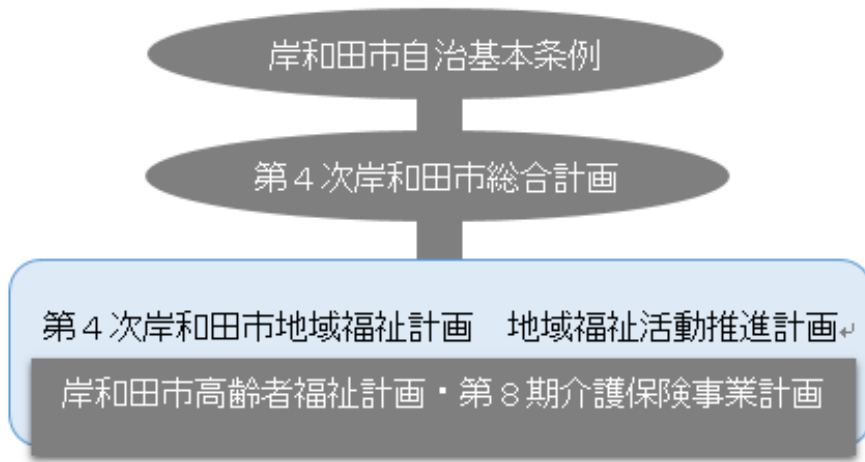 岸和田市自治基本条例
第４次岸和田市総合計画
第４次岸和田市地域福祉計画　地域福祉活動推進計画↵
岸和田市高齢者福祉計画・第８期介護保険事業計画